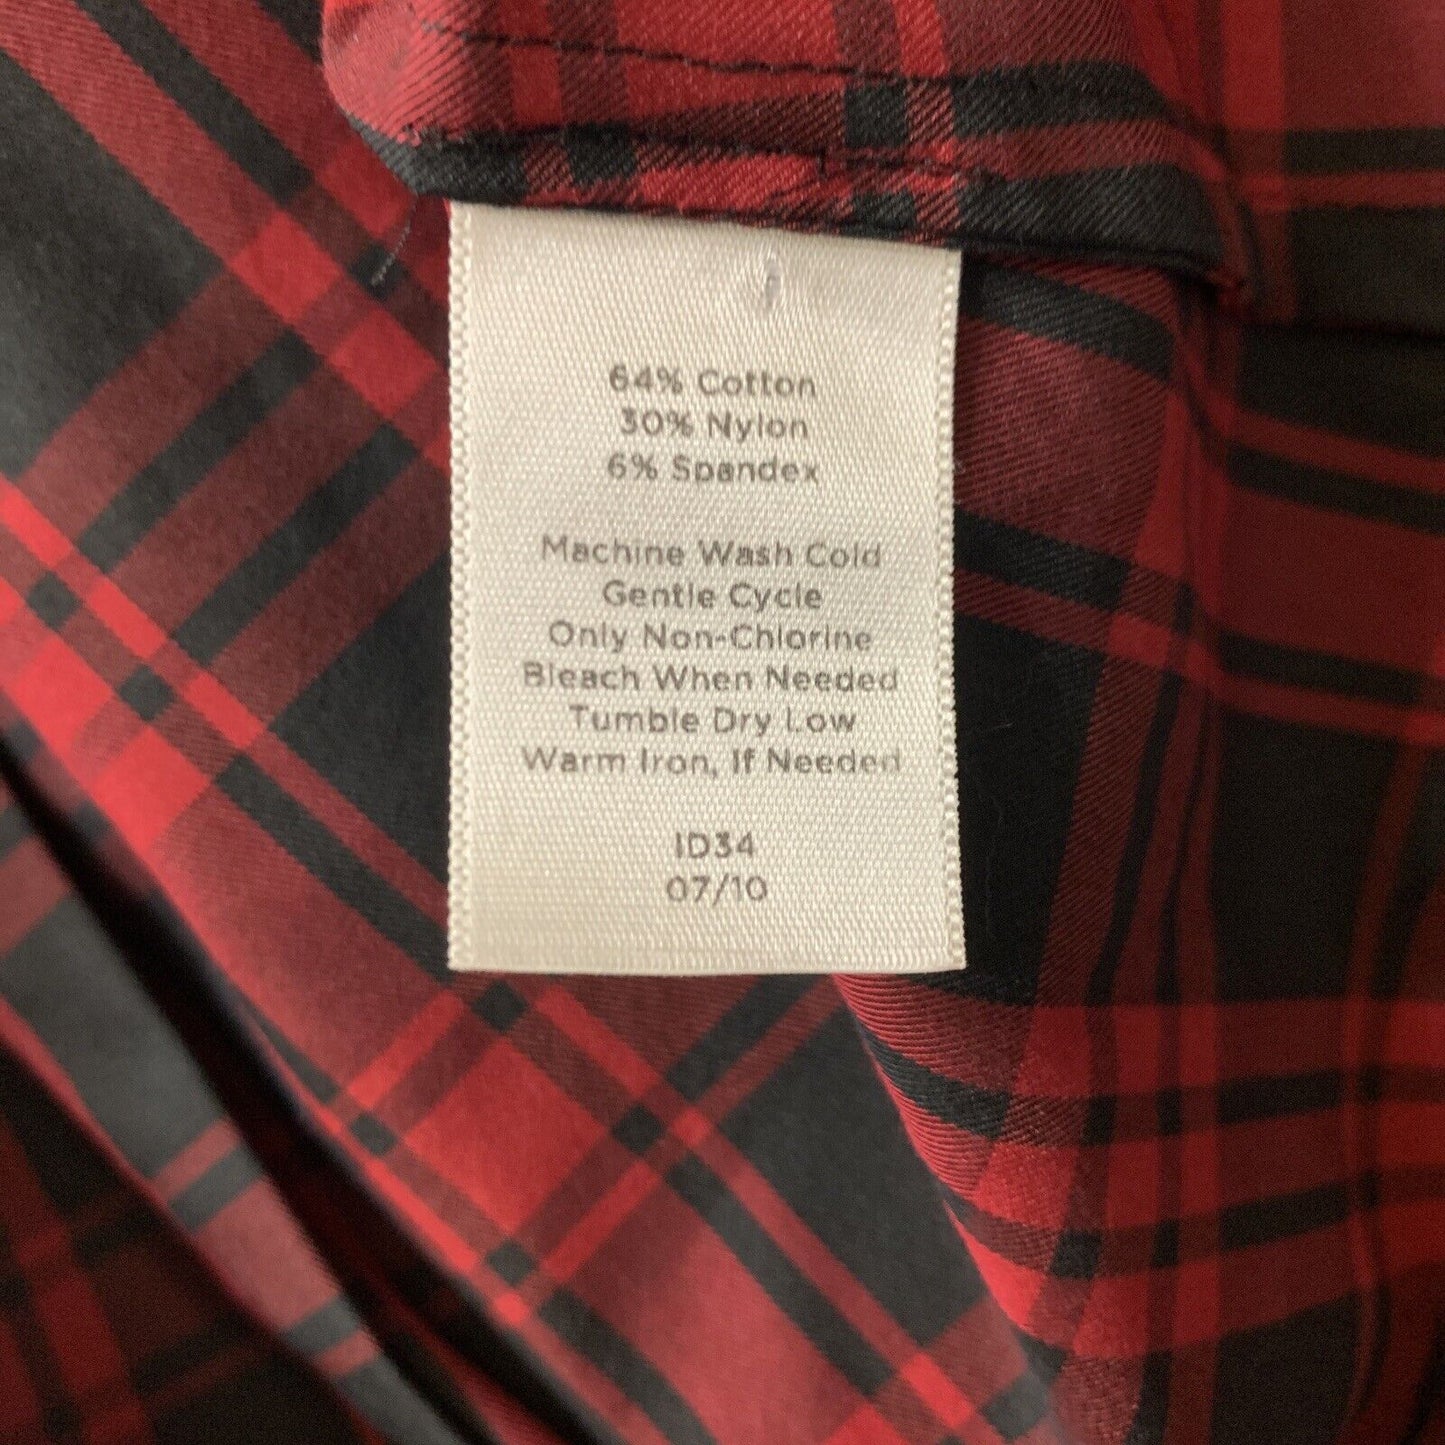 64% Cotton
30% Nylon
6% Spandex
Machine Wash Cold
Gentle Cycle
Only Non-Chlorine
Bleach When Needed
Tumble Dry Low
Warm Iron, If Needed
ID34
07/10